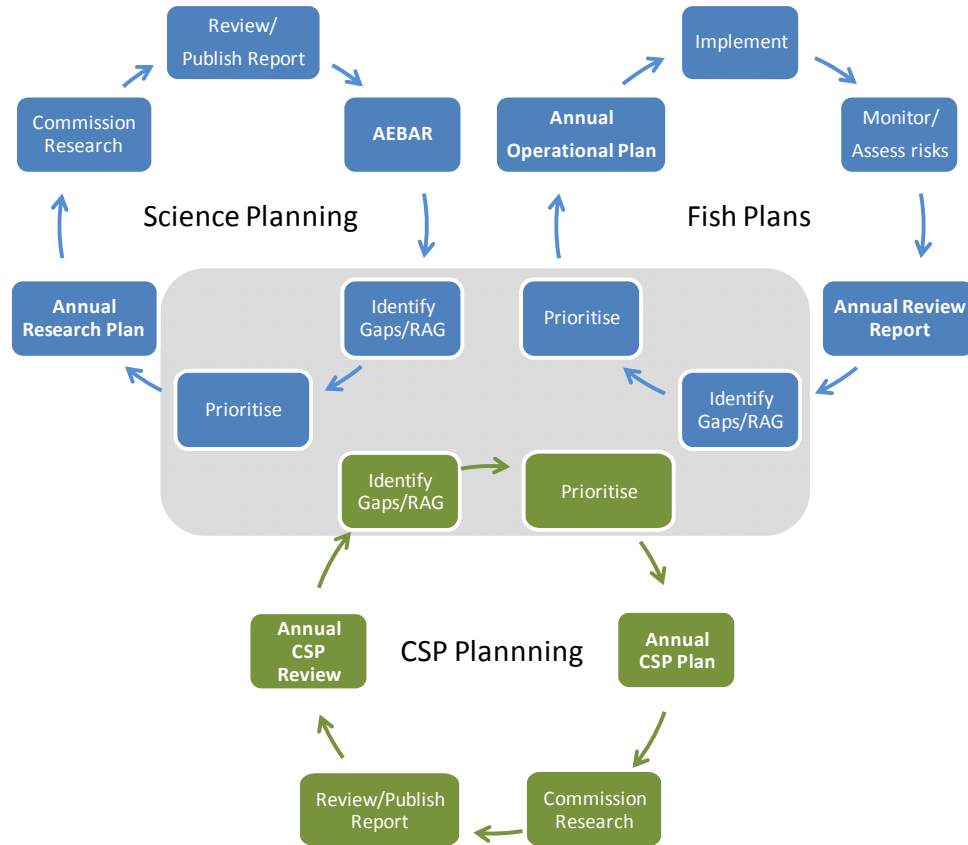 Review/
Publish Report
Implement
Commission
Research
AEBAR
Annual
Operational Plan
Monitor/
Assess risks
Science Planning
Fish Plans
Annual
Research Plan
Identify
Gaps/RAG
Prioritise
Annual Review
Report
Prioritise
Identify
Gaps/RAG
Identify
Gaps/RAG
Prioritise
Annual
CSP
Review
CSP Plannning
Annual
CSP Plan
Review/Publish
Report
Commission
Research